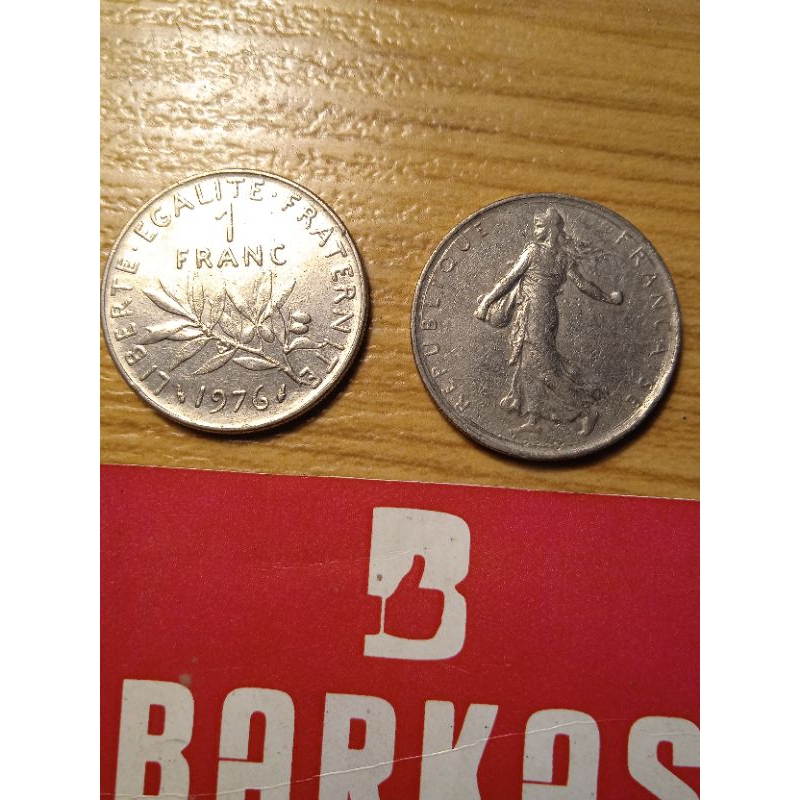 LIBERTE · EGALITE · FRATERNITE
1
FRANC
1976
REPUBLIQUE FRANÇAISE
B
BARKAS